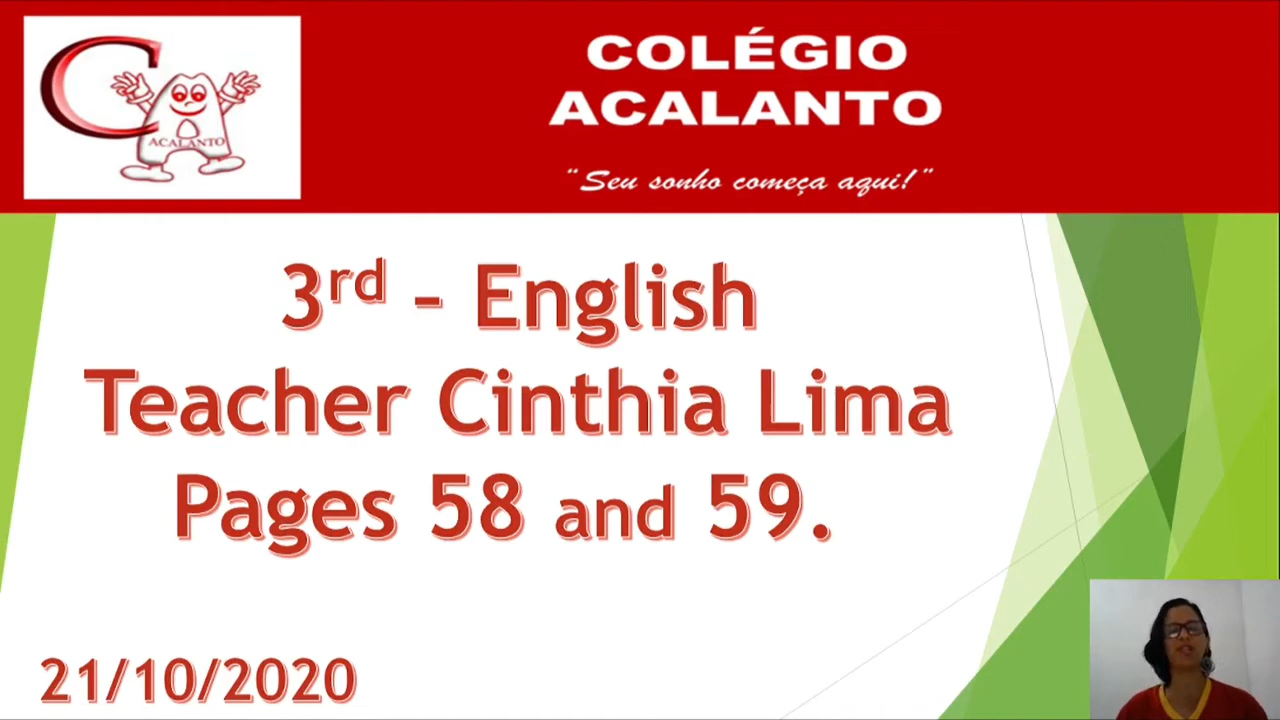 ACALANTO
COLÉGIO
ACALANTO
"Seu sonho começa aqui!"
3rd - English
Teacher Cinthia Lima
Pages 58 and 59.
21/10/2020